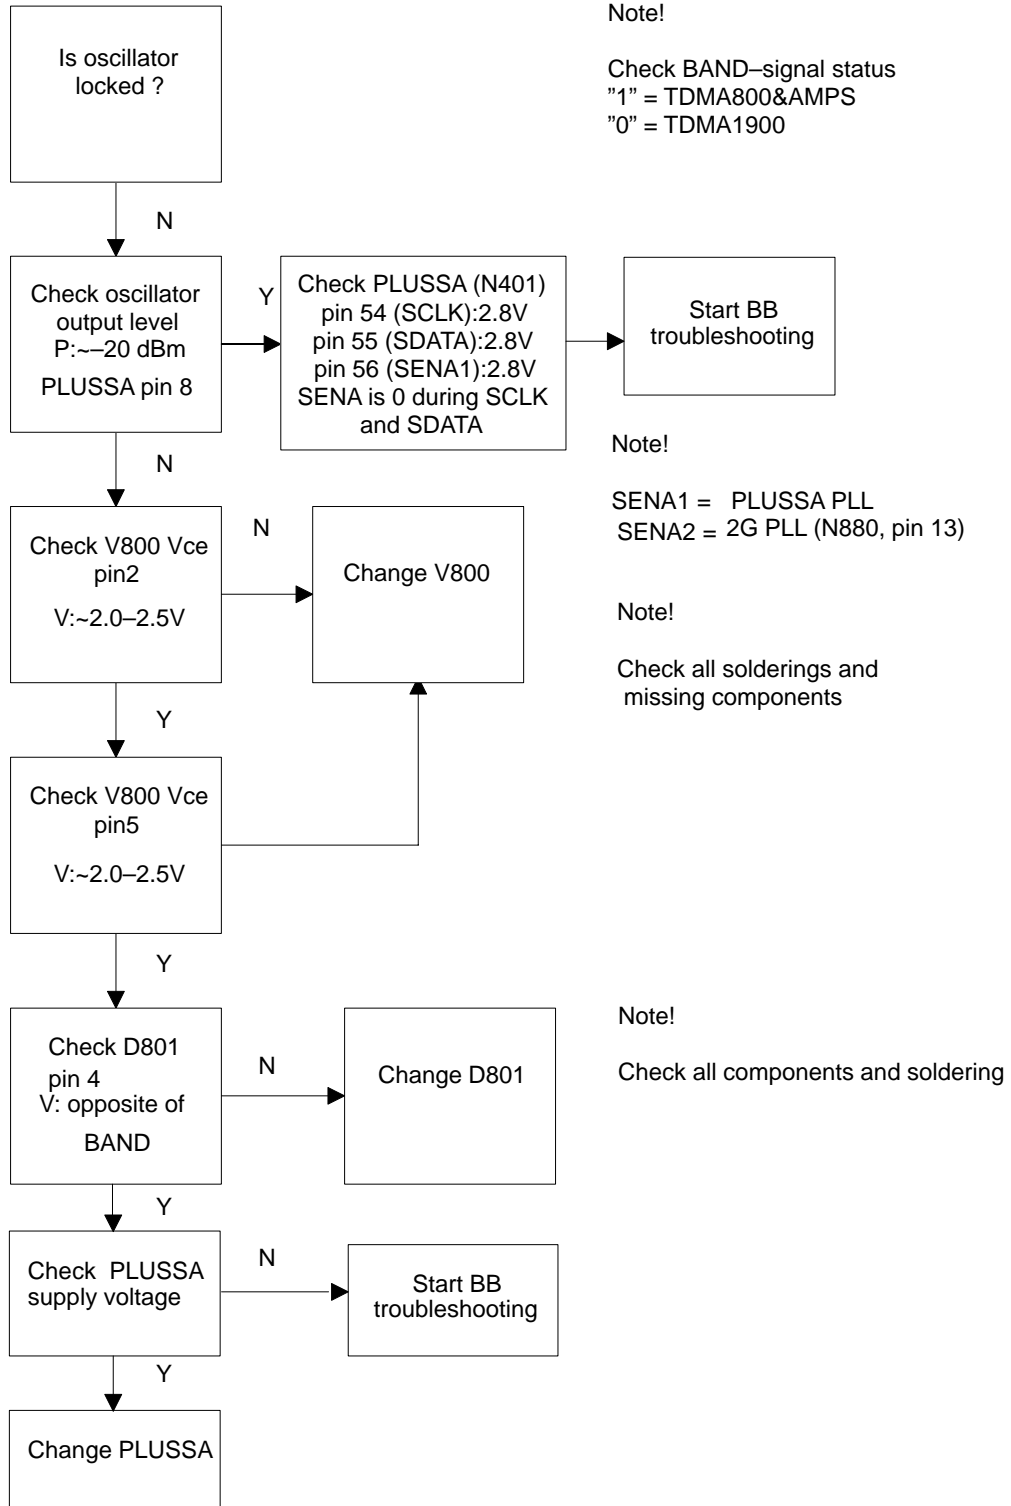 Is oscillator
locked ?
Note!
Check BAND–signal status
”1” = TDMA800&AMPS
”0” = TDMA1900
N
Check oscillator
output level
P:~–20 dBm
PLUSSA pin 8
Y
Check PLUSSA (N401)
pin 54 (SCLK):2.8V
pin 55 (SDATA):2.8V
pin 56 (SENA1):2.8V
SENA is 0 during SCLK
and SDATA
Start BB
troubleshooting
N
Note!
SENA1 = PLUSSA PLL
SENA2 = 2G PLL (N880, pin 13)
Check V800 Vce
pin2
V:~2.0–2.5V
N
Change V800
Note!
Check all solderings and
missing components
Y
Check V800 Vce
pin5
V:~2.0–2.5V
Y
Check D801
pin 4
V: opposite of
BAND
N
Change D801
Note!
Check all components and soldering
Y
Check PLUSSA
supply voltage
N
Start BB
troubleshooting
Y
Change PLUSSA